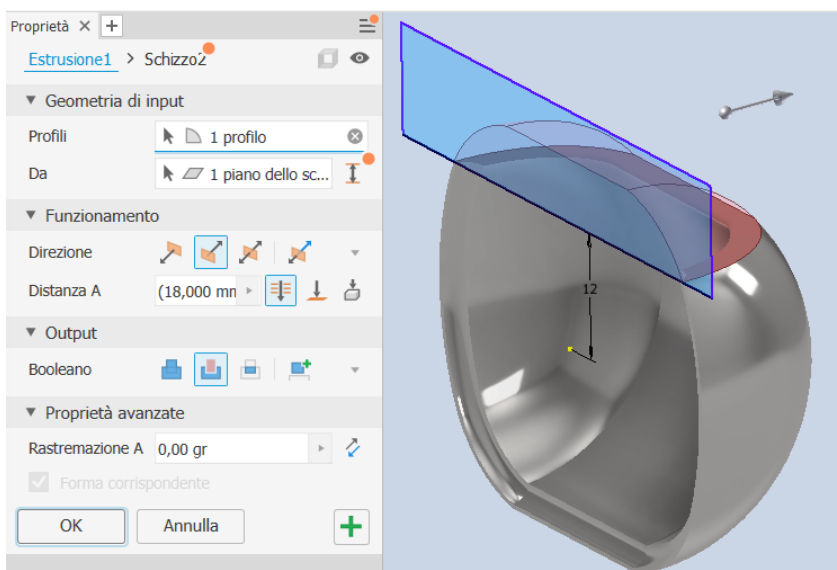 Proprietà × +
Estrusione1 > Schizzo2
Geometria di input
Profili 1 profilo
Da 1 piano dello sc...
Funzionamento
Direzione
Distanza A (18,000 mm
Output
Booleano
Proprietà avanzate
Rastremazione A 0,00 gr
Forma corrispondente
OK Annulla
12